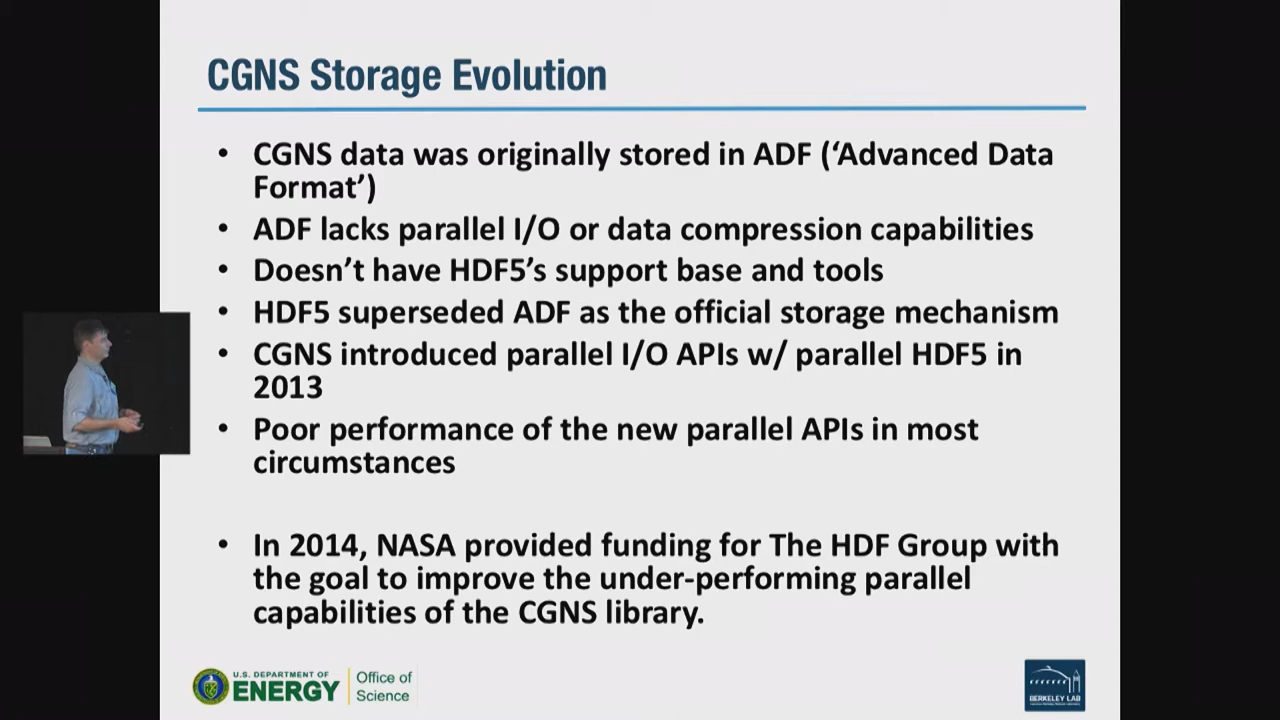 CGNS Storage Evolution
• CGNS data was originally stored in ADF (‘Advanced Data
Format’)
• ADF lacks parallel I/O or data compression capabilities
• Doesn’t have HDF5’s support base and tools
• HDF5 superseded ADF as the official storage mechanism
• CGNS introduced parallel I/O APIs w/ parallel HDF5 in
2013
• Poor performance of the new parallel APIs in most
circumstances
• In 2014, NASA provided funding for The HDF Group with
the goal to improve the under-performing parallel
capabilities of the CGNS library.
U.S. DEPARTMENT OF
ENERGY
Office of
Science
BERKELEY LAB